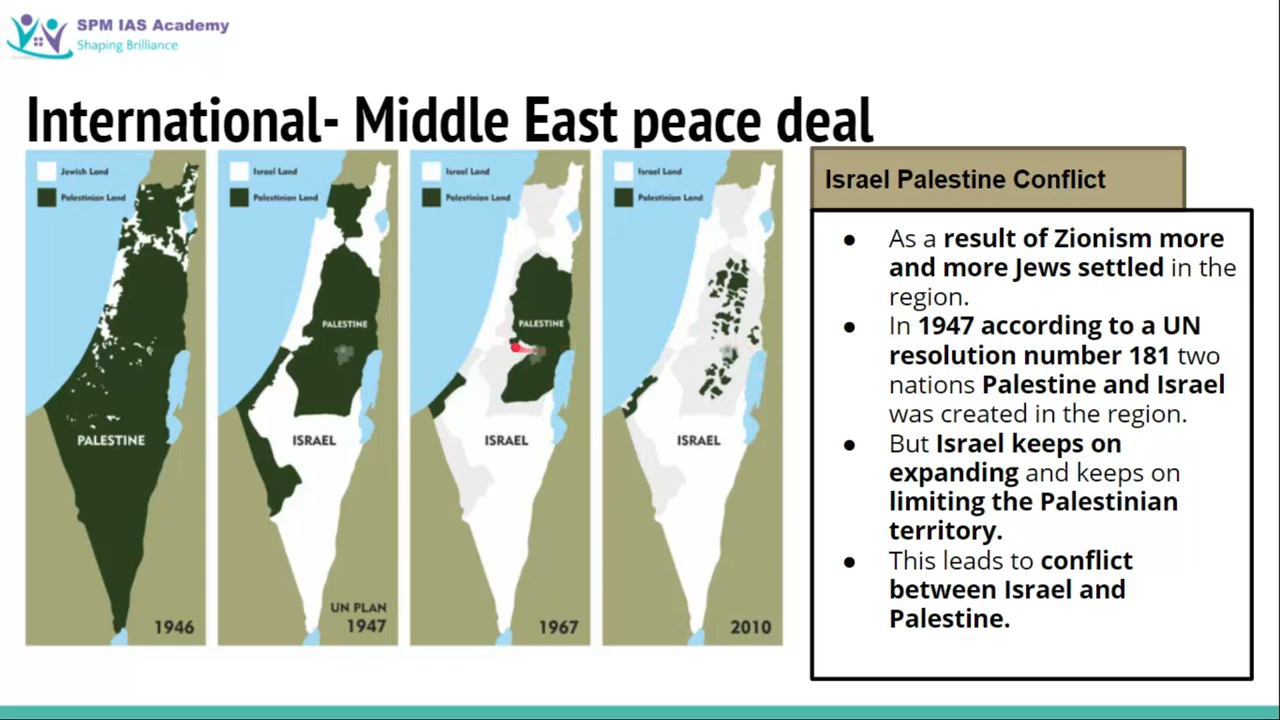 SPM IAS Academy
Shaping Brilliance
International- Middle East peace deal
Jewish Land
Palestinian Land
PALESTINE
1946
Israel Land
Palestinian Land
PALESTINE
ISRAEL
UN PLAN
1947
Israel Land
Palestinian Land
PALESTINE
ISRAEL
1967
Israel Land
Palestinian Land
ISRAEL
2010
Israel Palestine Conflict
● As a result of Zionism more
and more Jews settled in the
region.
● In 1947 according to a UN
resolution number 181 two
nations Palestine and Israel
was created in the region.
● But Israel keeps on
expanding and keeps on
limiting the Palestinian
territory.
● This leads to conflict
between Israel and
Palestine.